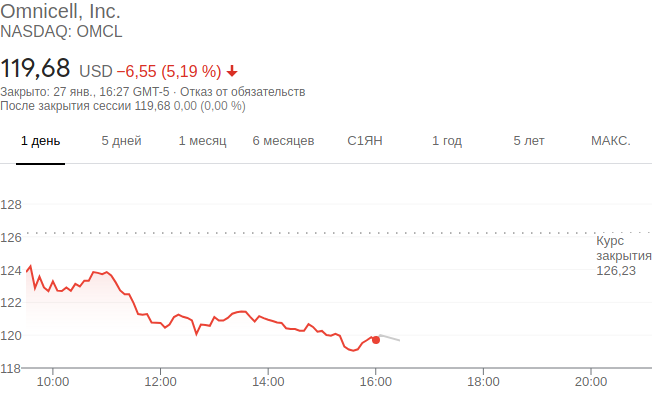 Omnicell, Inc.
NASDAQ: OMCL
119,68 USD −6,55 (5,19 %)
Закрыто: 27 янв., 16:27 GMT-5 · Отказ от обязательств
После закрытия сессии 119,68 0,00 (0,00 %)
1 день 5 дней 1 месяц 6 месяцев С1ЯН 1 год 5 лет МАКС.
128
126
Курс
закрытия
126,23
124
122
120
118
10:00 12:00 14:00 16:00 18:00 20:00